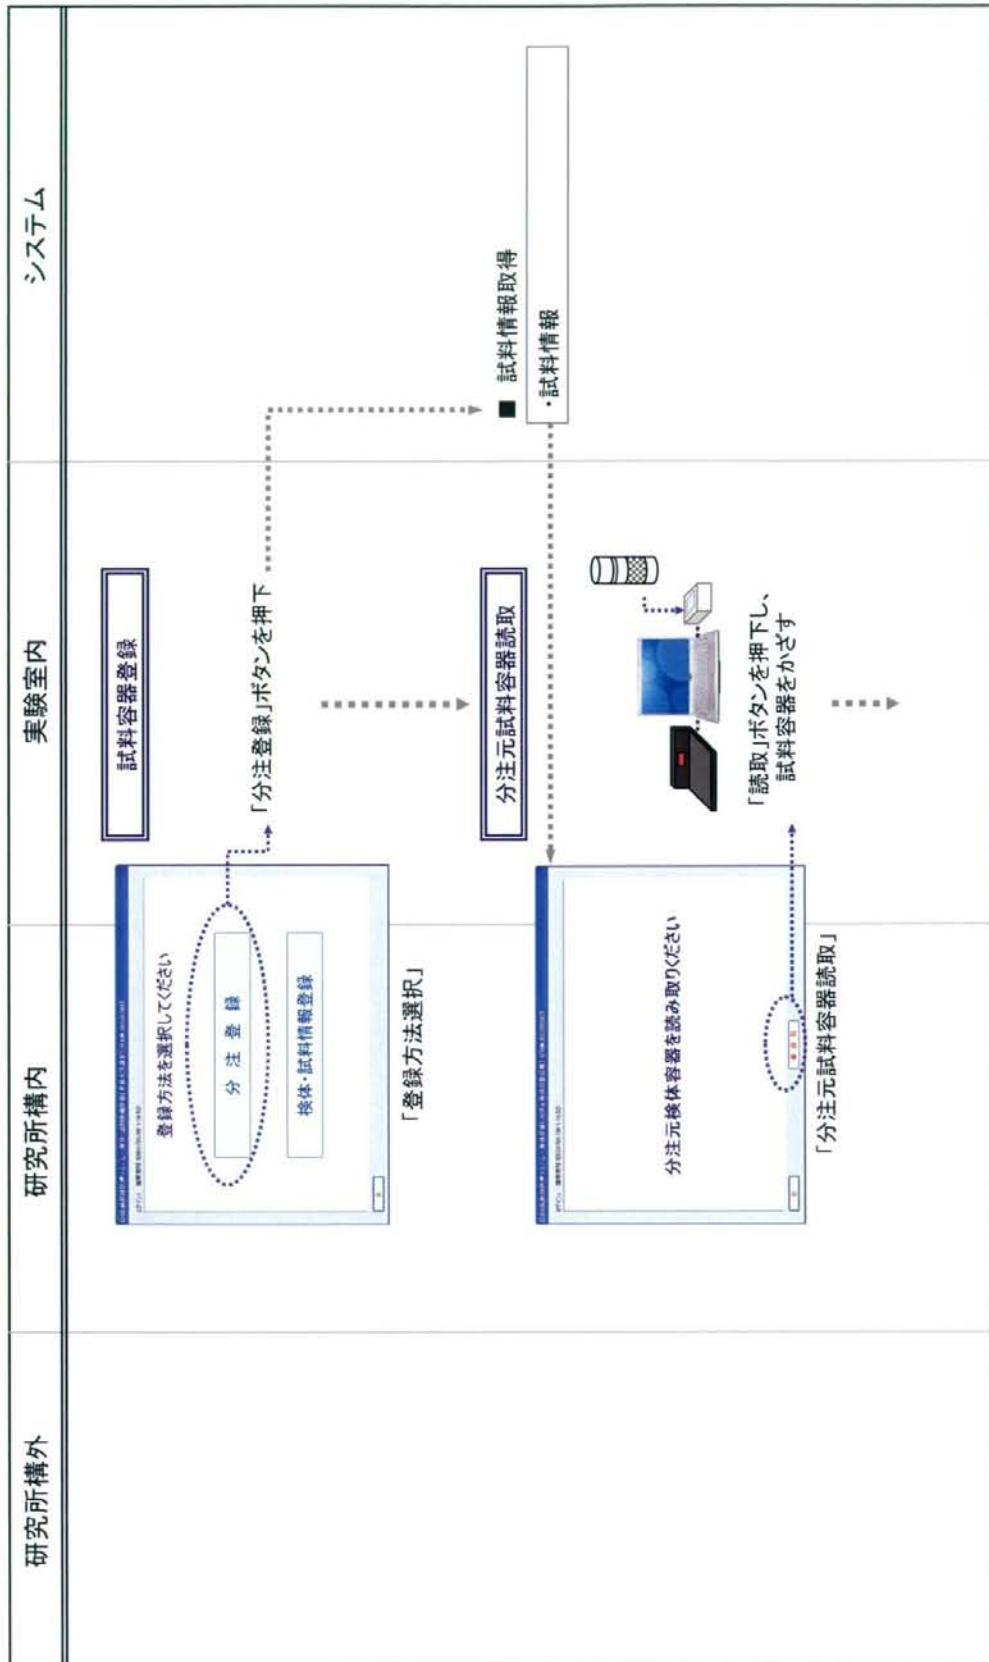 研究所構外
研究所構内
実験室内
システム
試料容器登録
登録方法を選択してください
分注登録
検体・試料情報登録
「登録方法選択」
「分注登録」ボタンを押下
■ 試料情報取得
・試料情報
分注元試料容器読取
分注元検体容器を読み取りください
「分注元試料容器読取」
「読取」ボタンを押下し、
試料容器をかざす